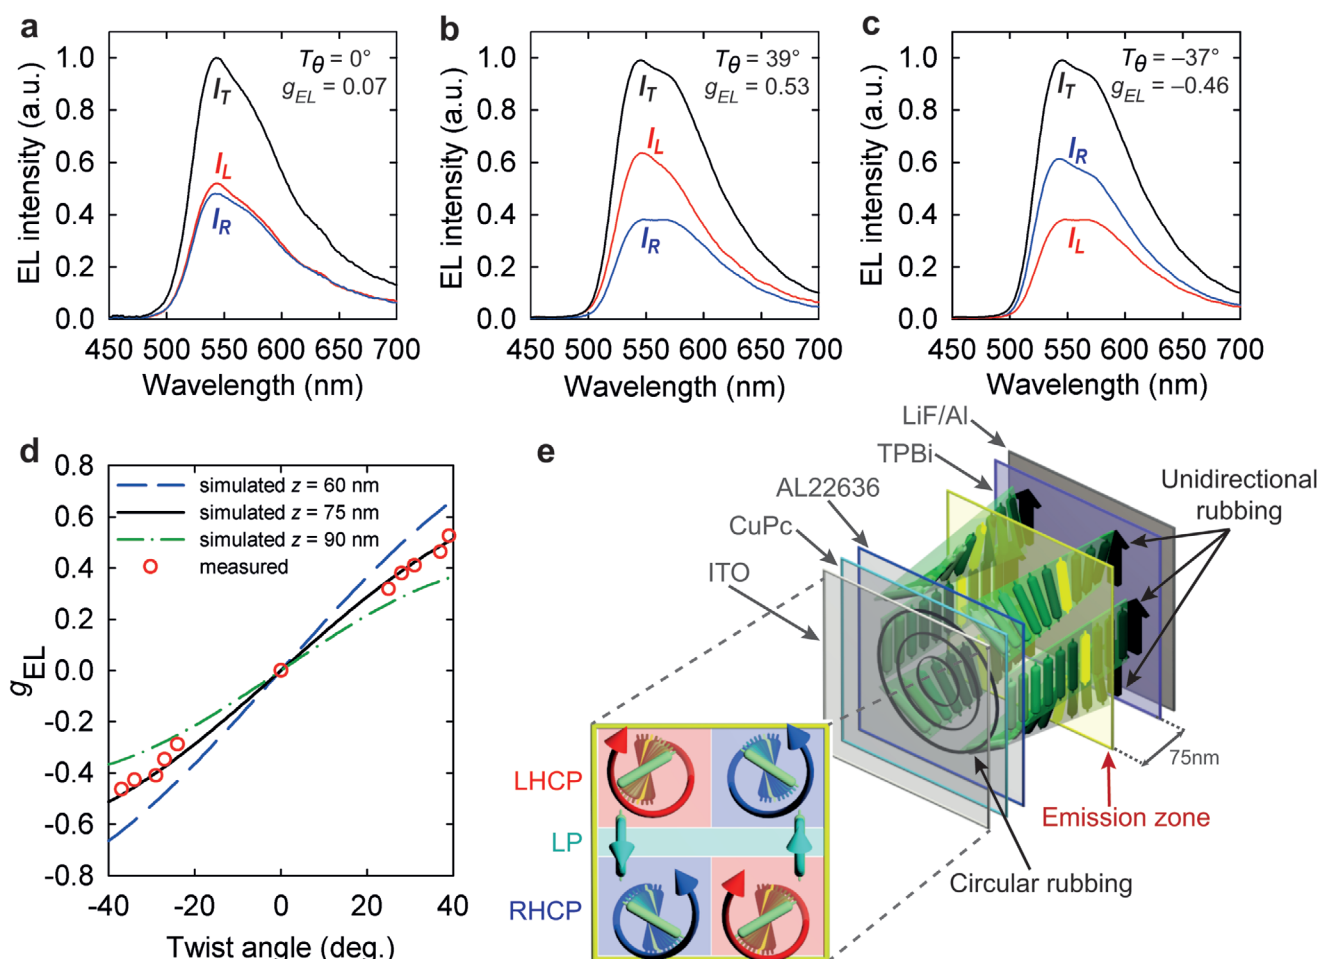 a
Tθ = 0°
gEL = 0.07
IT
IL
IR
EL intensity (a.u.)
1.0
0.8
0.6
0.4
0.2
0.0
450 500 550 600 650 700
Wavelength (nm)
b
Tθ = 39°
gEL = 0.53
IT
IL
IR
EL intensity (a.u.)
1.0
0.8
0.6
0.4
0.2
0.0
450 500 550 600 650 700
Wavelength (nm)
c
Tθ = –37°
gEL = –0.46
IT
IR
IL
EL intensity (a.u.)
1.0
0.8
0.6
0.4
0.2
0.0
450 500 550 600 650 700
Wavelength (nm)
d
simulated z = 60 nm
simulated z = 75 nm
simulated z = 90 nm
measured
gEL
0.8
0.6
0.4
0.2
0.0
-0.2
-0.4
-0.6
-0.8
-40 -20 0 20 40
Twist angle (deg.)
e
LiF/Al
TPBi
AL22636
CuPc
ITO
Unidirectional
rubbing
75nm
Emission zone
Circular rubbing
LHCP
LP
RHCP